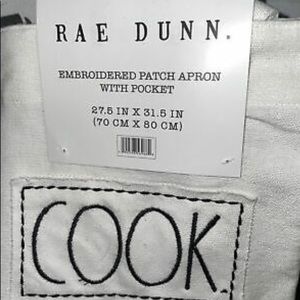 RAE DUNN.
EMBROIDERED PATCH APRON
WITH POCKET
27.5 IN X 31.5 IN
(70 CM X 80 CM)
COOK.